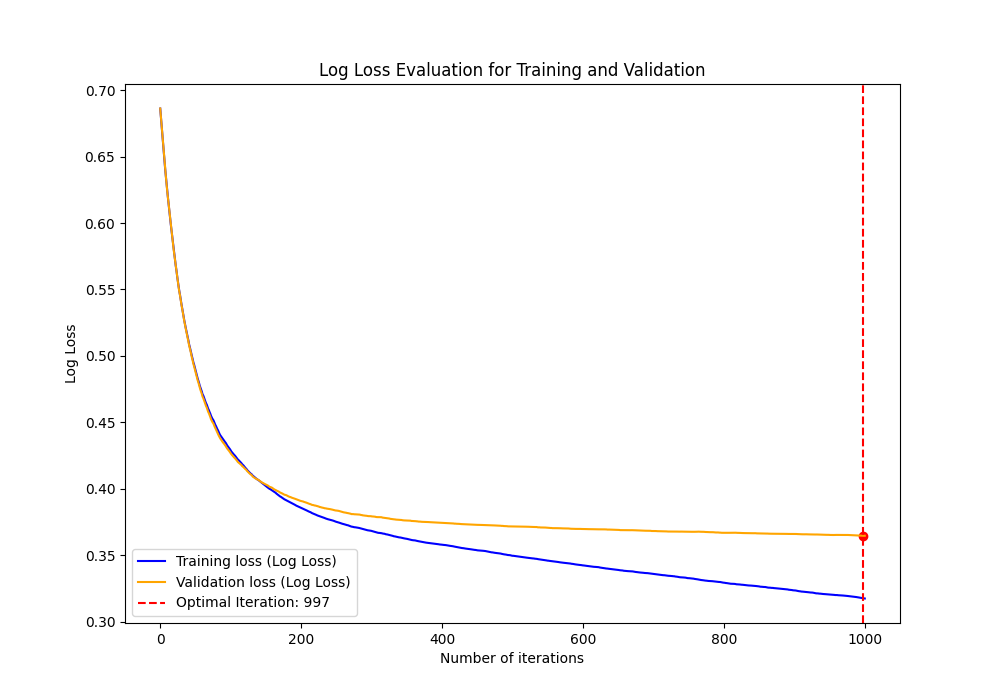 Log Loss Evaluation for Training and Validation
0.70
0.65
0.60
0.55
0.50
0.45
0.40
0.35
0.30
Log Loss
Training loss (Log Loss)
Validation loss (Log Loss)
Optimal Iteration: 997
0 200 400 600 800 1000
Number of iterations